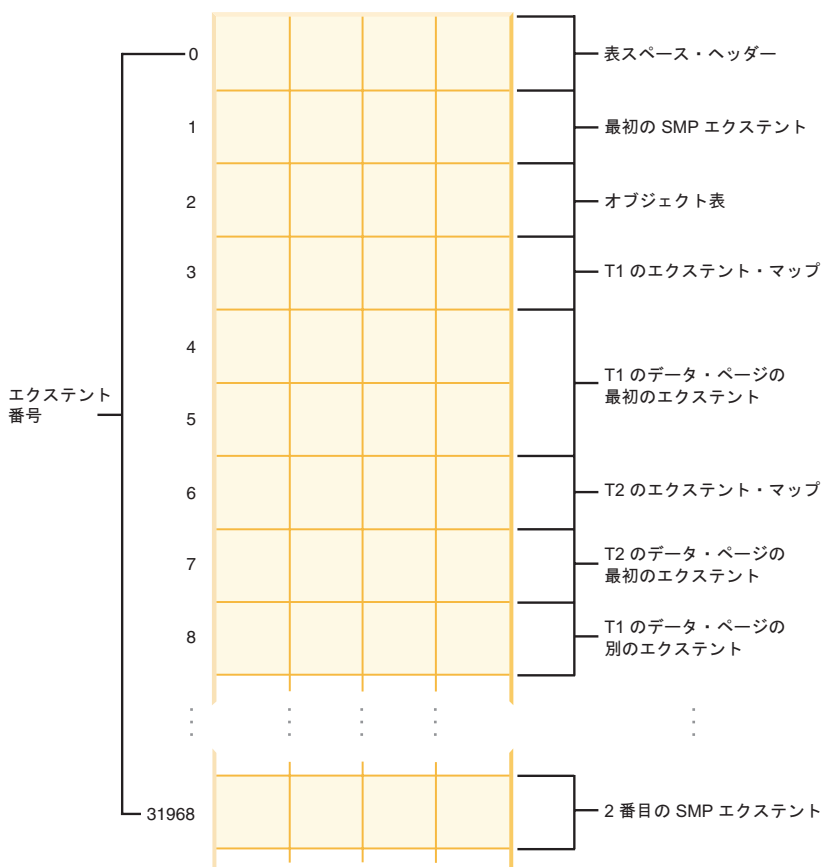 0
表スペース・ヘッダー
1
最初の SMP エクステント
2
オブジェクト表
3
T1 のエクステント・マップ
4
T1 のデータ・ページの
最初のエクステント
エクステント
番号
5
6
T2 のエクステント・マップ
7
T2 のデータ・ページの
最初のエクステント
8
T1 のデータ・ページの
別のエクステント
31968
2 番目の SMP エクステント